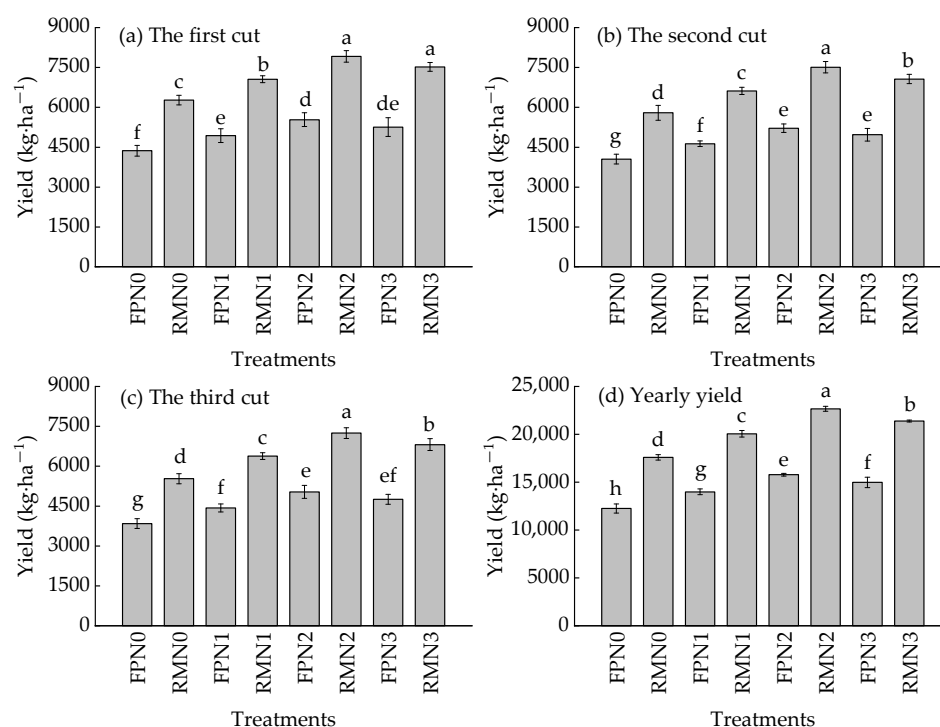 (a) The first cut
Yield (kg·ha⁻¹)
9000
7500
6000
4500
3000
1500
0
f
c
e
b
d
a
de
a
FPN0
RMN0
FPN1
RMN1
FPN2
RMN2
FPN3
RMN3
Treatments
(b) The second cut
Yield (kg·ha⁻¹)
9000
7500
6000
4500
3000
1500
0
g
d
f
c
e
a
e
b
FPN0
RMN0
FPN1
RMN1
FPN2
RMN2
FPN3
RMN3
Treatments
(c) The third cut
Yield (kg·ha⁻¹)
9000
7500
6000
4500
3000
1500
0
g
d
f
c
e
a
ef
b
FPN0
RMN0
FPN1
RMN1
FPN2
RMN2
FPN3
RMN3
Treatments
(d) Yearly yield
Yield (kg·ha⁻¹)
25,000
20,000
15,000
10,000
5000
0
h
d
g
c
e
a
f
b
FPN0
RMN0
FPN1
RMN1
FPN2
RMN2
FPN3
RMN3
Treatments